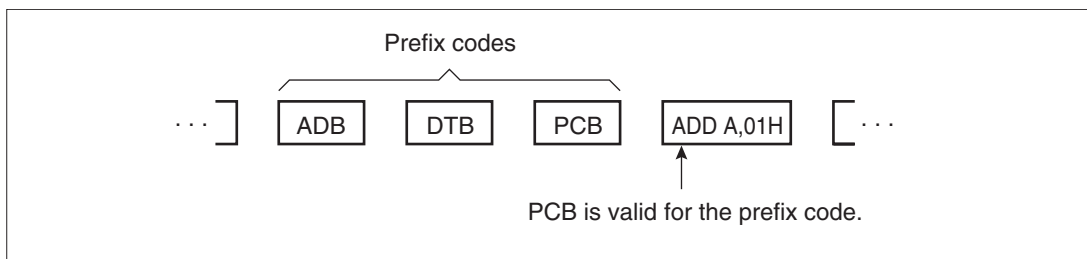 Prefix codes
· · · ADB DTB PCB ADD A,01H · · ·
PCB is valid for the prefix code.